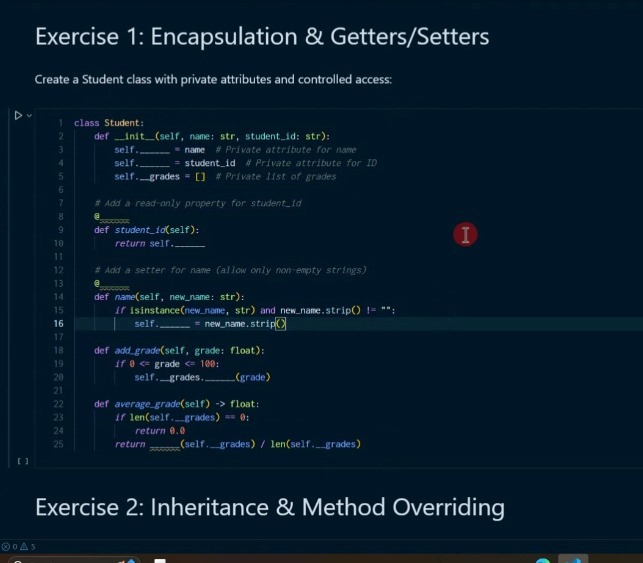 Exercise 1: Encapsulation & Getters/Setters
Create a Student class with private attributes and controlled access:
1 class Student:
2 def __init__(self, name: str, student_id: str):
3 self.______ = name # Private attribute for name
4 self.______ = student_id # Private attribute for ID
5 self.__grades = [] # Private list of grades
6
7 # Add a read-only property for student_id
8 @______
9 def student_id(self):
10 return self.______
11
12 # Add a setter for name (allow only non-empty strings)
13 @______
14 def name(self, new_name: str):
15 if isinstance(new_name, str) and new_name.strip() != "":
16 self.______ = new_name.strip()
17
18 def add_grade(self, grade: float):
19 if 0 <= grade <= 100:
20 self.__grades.______(grade)
21
22 def average_grade(self) -> float:
23 if len(self.__grades) == 0:
24 return 0.0
25 return ______(self.__grades) / len(self.__grades)
[ ]
Exercise 2: Inheritance & Method Overriding
0 5